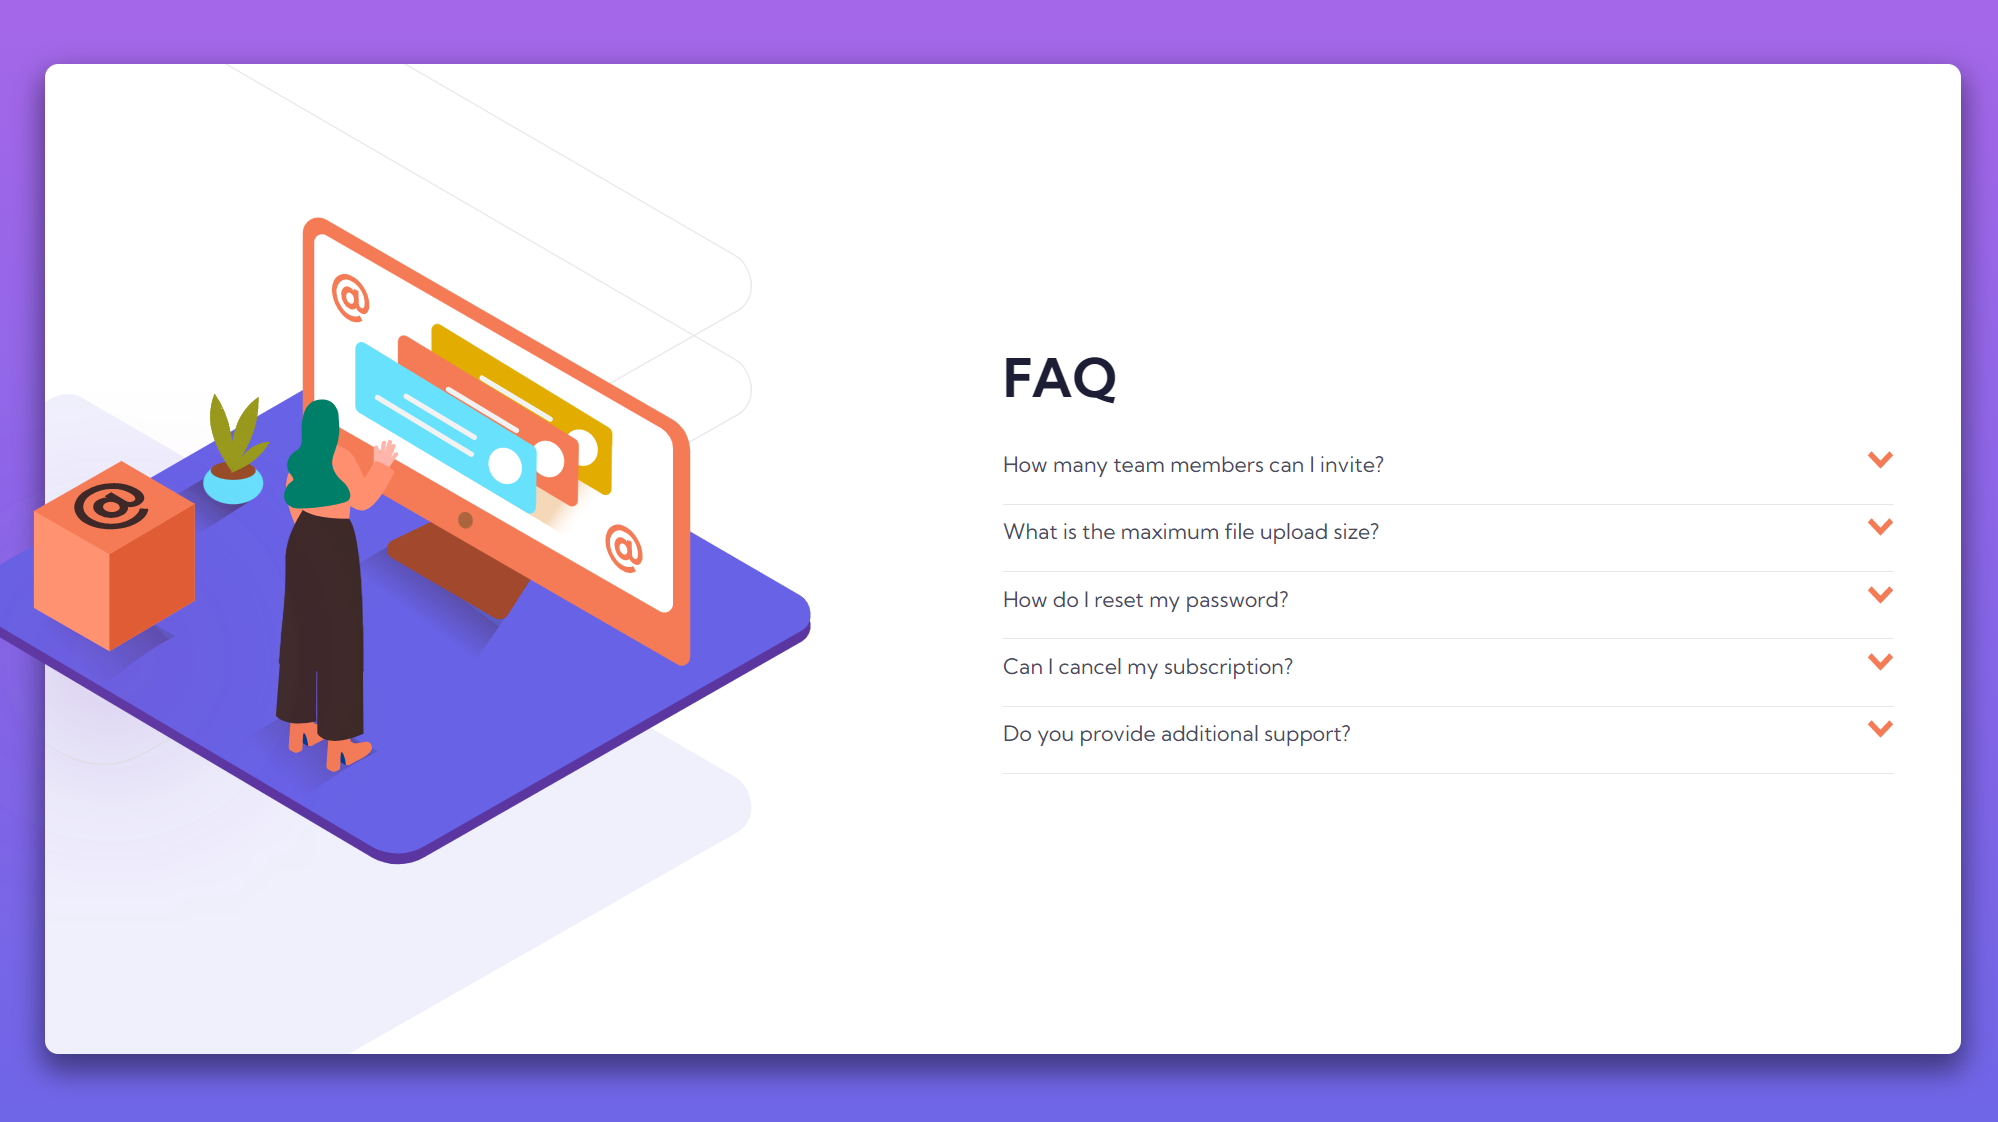 @
@
@
FAQ
How many team members can I invite?
What is the maximum file upload size?
How do I reset my password?
Can I cancel my subscription?
Do you provide additional support?